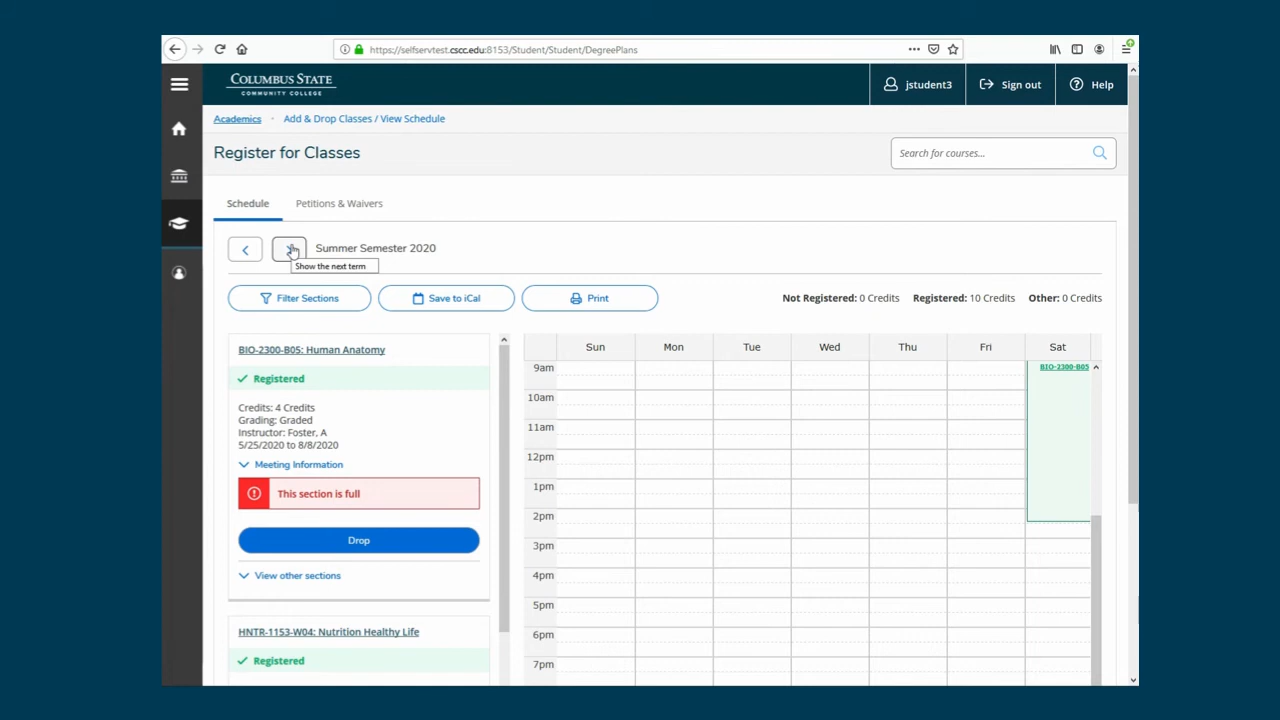 https://selfservtest.cscc.edu:8153/Student/Student/DegreePlans
COLUMBUS STATE
COMMUNITY COLLEGE
jstudent3
Sign out
Help
Academics
Add & Drop Classes / View Schedule
Register for Classes
Search for courses...
Schedule
Petitions & Waivers
Summer Semester 2020
Show the next term
Filter Sections
Save to iCal
Print
Not Registered: 0 Credits
Registered: 10 Credits
Other: 0 Credits
BIO-2300-B05: Human Anatomy
Registered
Credits: 4 Credits
Grading: Graded
Instructor: Foster, A
5/25/2020 to 8/8/2020
Meeting Information
This section is full
Drop
View other sections
HNTR-1153-W04: Nutrition Healthy Life
Registered
Sun Mon Tue Wed Thu Fri Sat
9am
BIO-2300-B05
10am
11am
12pm
1pm
2pm
3pm
4pm
5pm
6pm
7pm